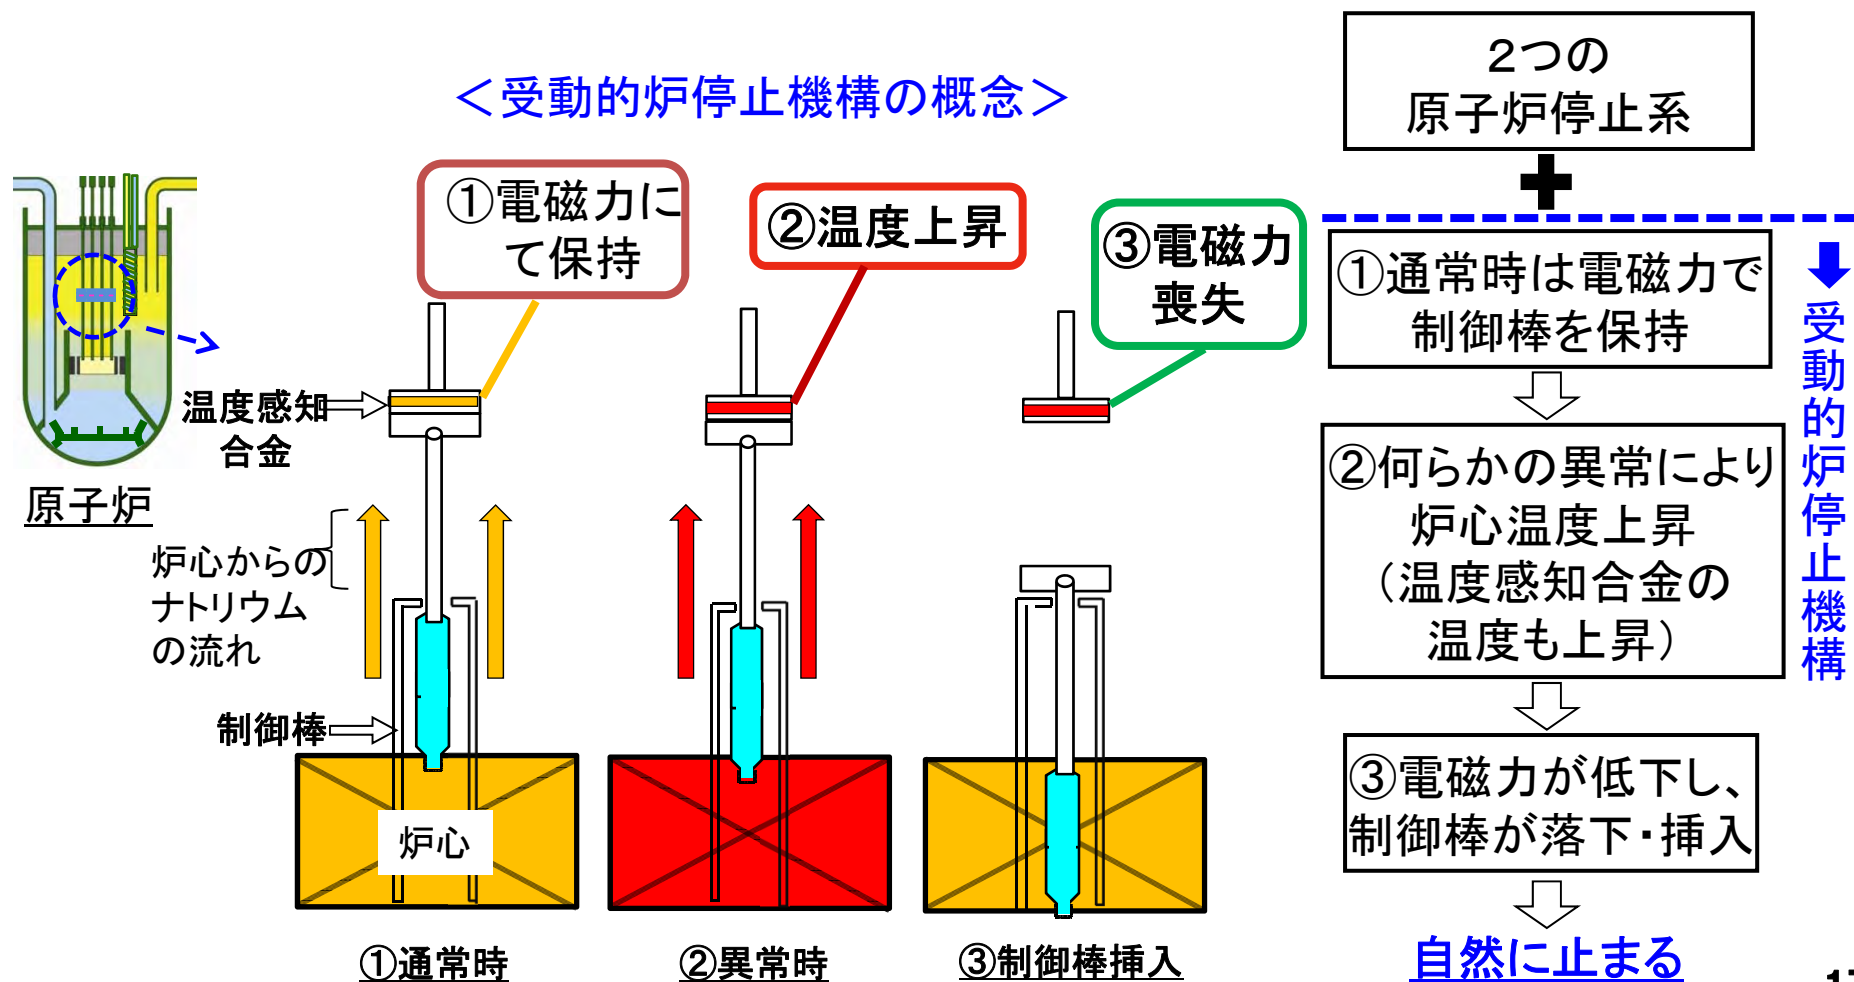 ＜受動的炉停止機構の概念＞
①電磁力に
て保持
②温度上昇
③電磁力
喪失
温度感知
合金
原子炉
炉心からの
ナトリウム
の流れ
制御棒
炉心
①通常時
②異常時
③制御棒挿入
２つの
原子炉停止系
①通常時は電磁力で
制御棒を保持
②何らかの異常により
炉心温度上昇
（温度感知合金の
温度も上昇）
③電磁力が低下し、
制御棒が落下・挿入
自然に止まる
受動的炉停止機構